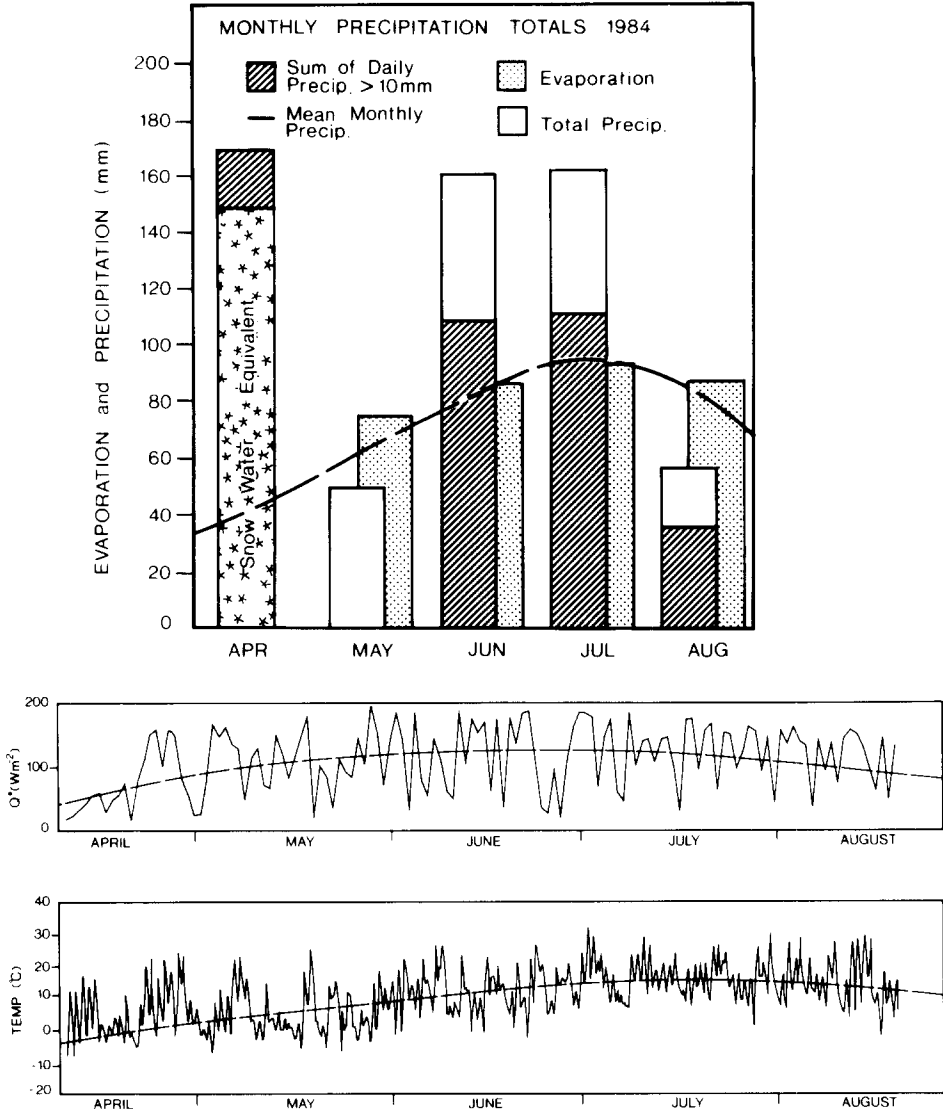 MONTHLY PRECIPITATION TOTALS 1984
Sum of Daily
Precip. > 10mm
Evaporation
Mean Monthly
Precip.
Total Precip.
EVAPORATION and PRECIPITATION (mm)
200
180
160
140
120
100
80
60
40
20
0
Snow Water Equivalent
APR MAY JUN JUL AUG
Q*(Wm²)
200
100
0
APRIL MAY JUNE JULY AUGUST
TEMP (°C)
40
30
20
10
0
-10
-20
APRIL MAY JUNE JULY AUGUST